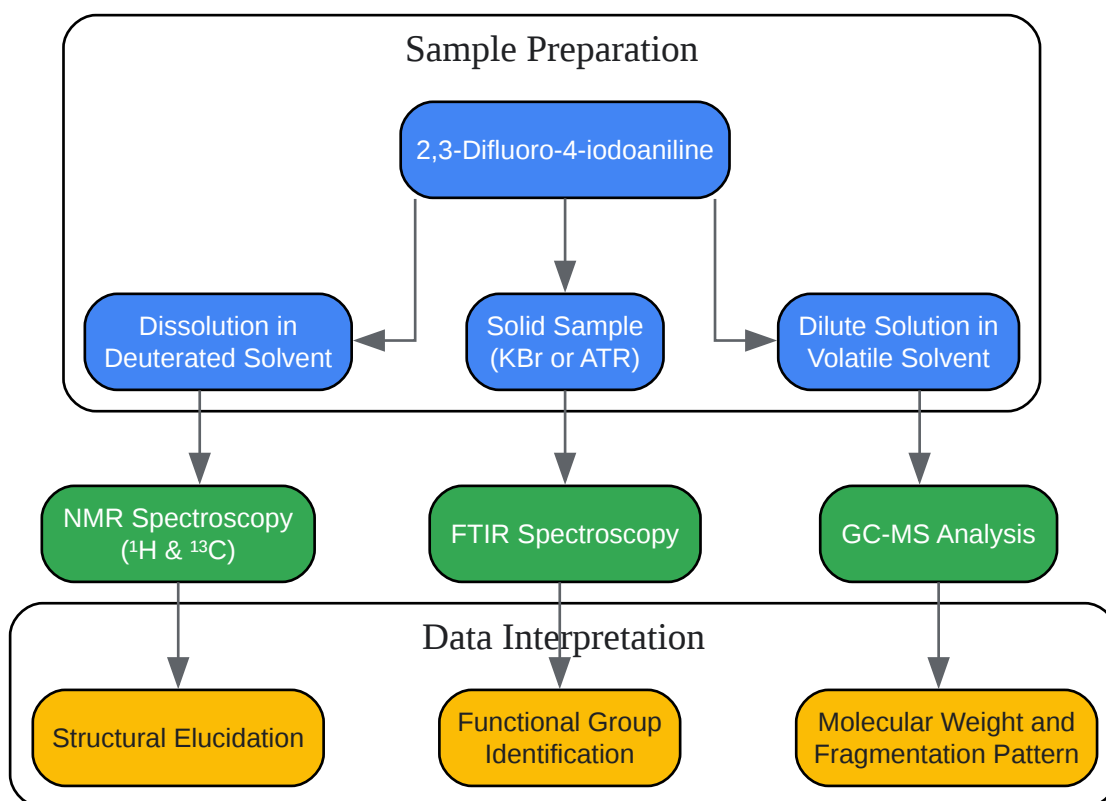 Sample Preparation
2,3-Difluoro-4-iodoaniline
Dissolution in
Deuterated Solvent
Solid Sample
(KBr or ATR)
Dilute Solution in
Volatile Solvent
NMR Spectroscopy
(¹H & ¹³C)
FTIR Spectroscopy
GC-MS Analysis
Data Interpretation
Structural Elucidation
Functional Group
Identification
Molecular Weight and
Fragmentation Pattern